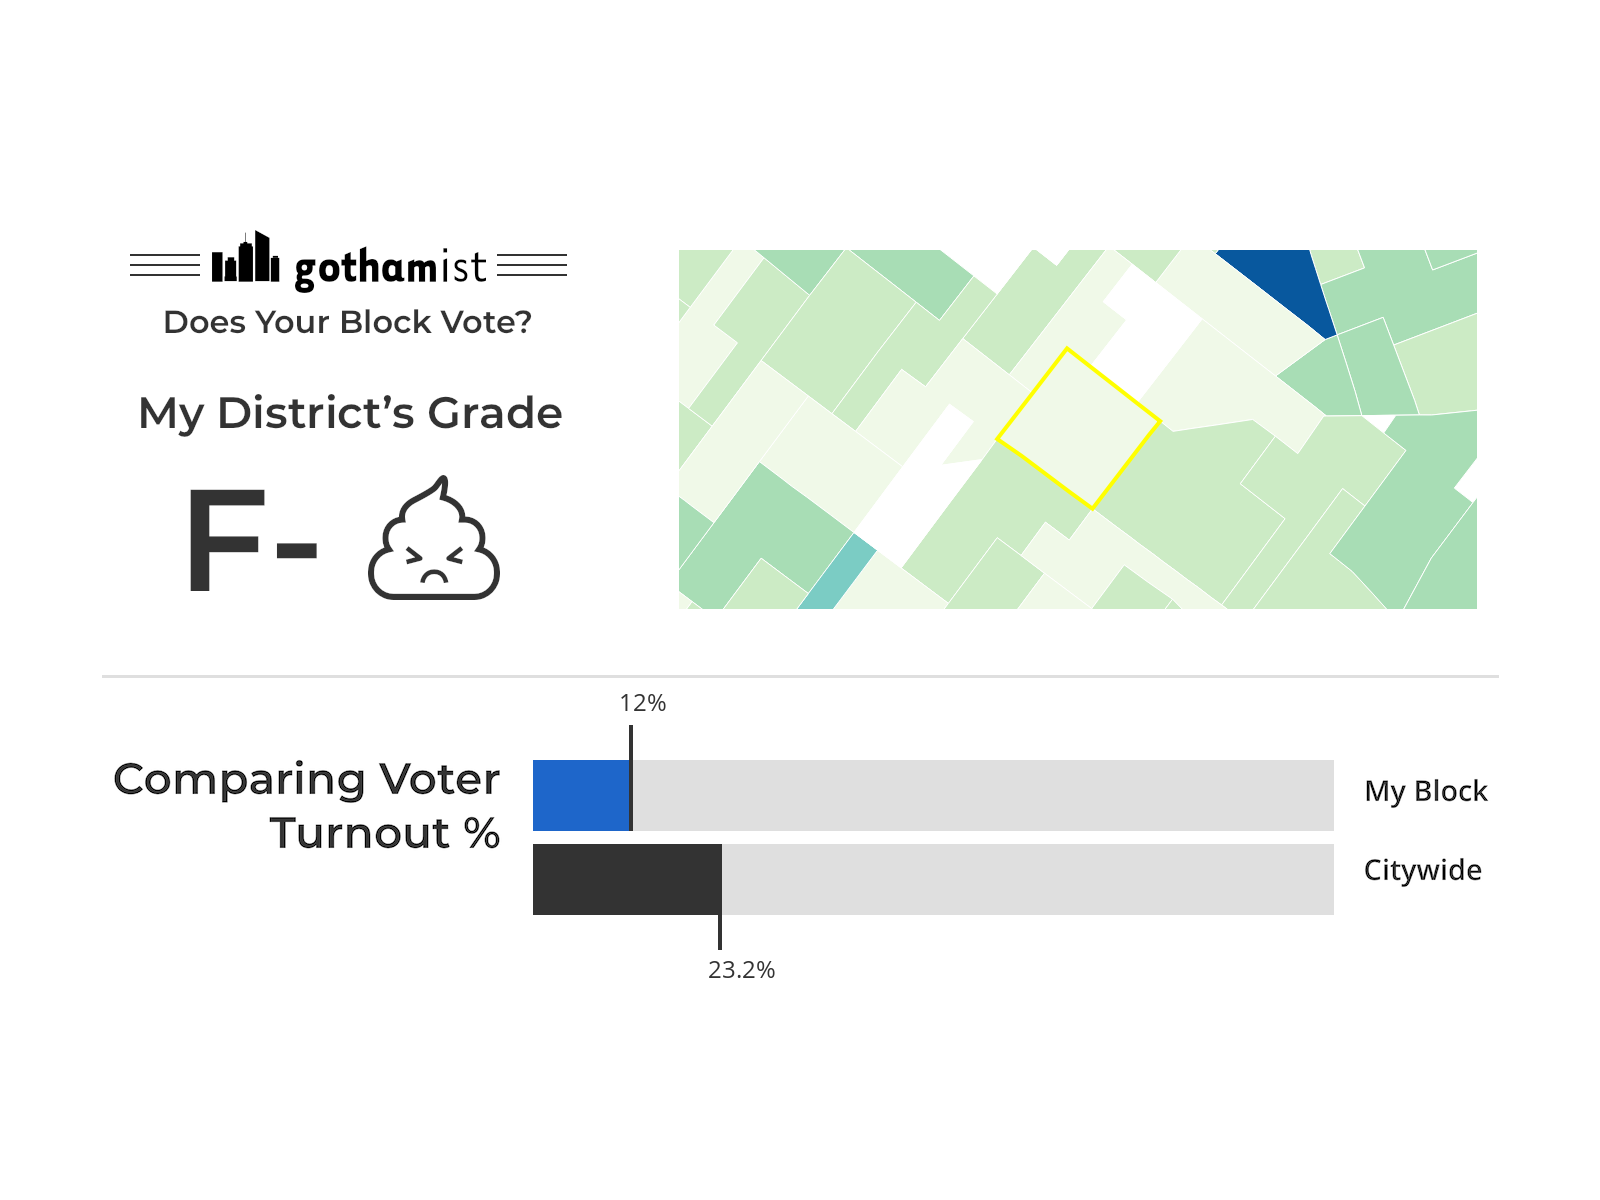 gothamist
Does Your Block Vote?
My District’s Grade
F-
12%
Comparing Voter
Turnout %
My Block
Citywide
23.2%